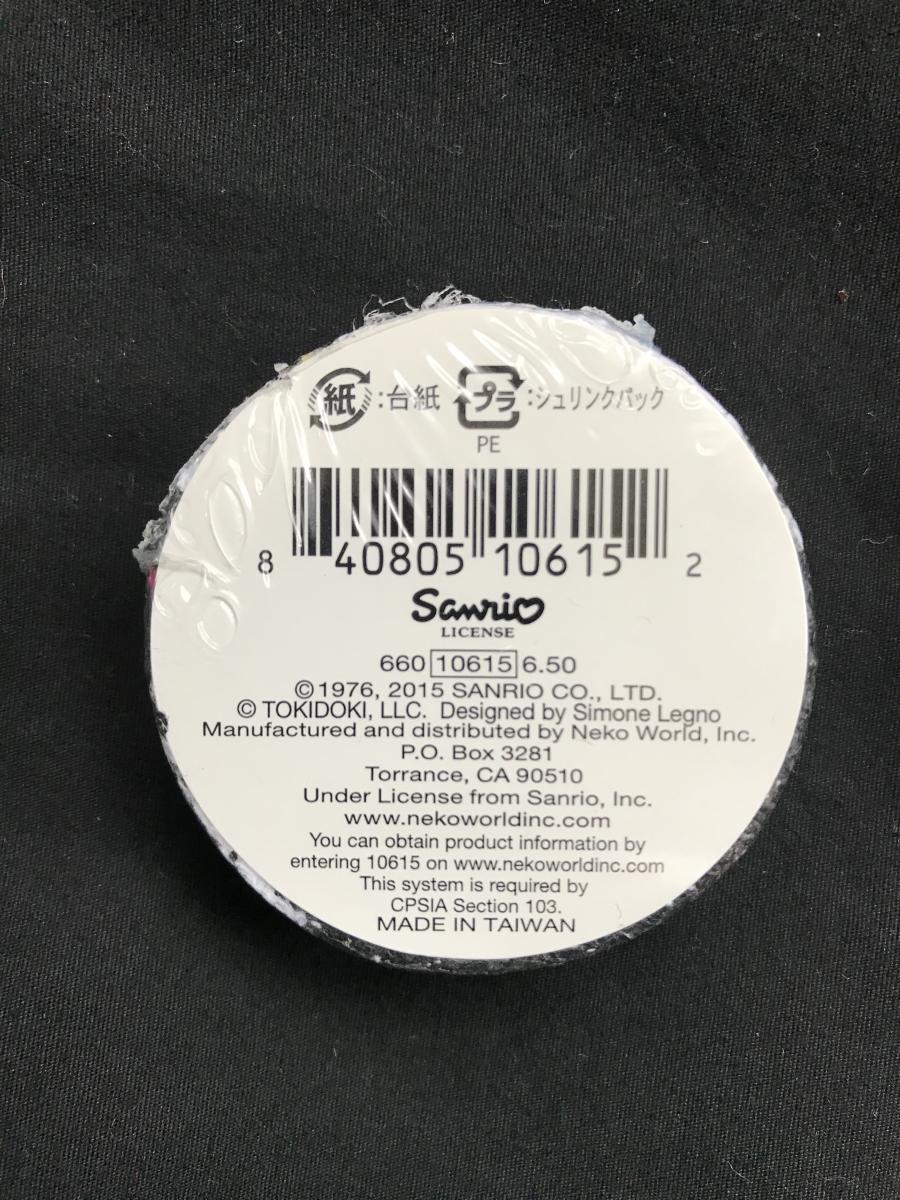 紙:台紙 プラ:シュリンクパック
PE
8 40805 10615 2
Sanrio
LICENSE
660 10615 6.50
©1976, 2015 SANRIO CO., LTD.
© TOKIDOKI, LLC. Designed by Simone Legno
Manufactured and distributed by Neko World, Inc.
P.O. Box 3281
Torrance, CA 90510
Under License from Sanrio, Inc.
www.nekoworldinc.com
You can obtain product information by
entering 10615 on www.nekoworldinc.com
This system is required by
CPSIA Section 103.
MADE IN TAIWAN